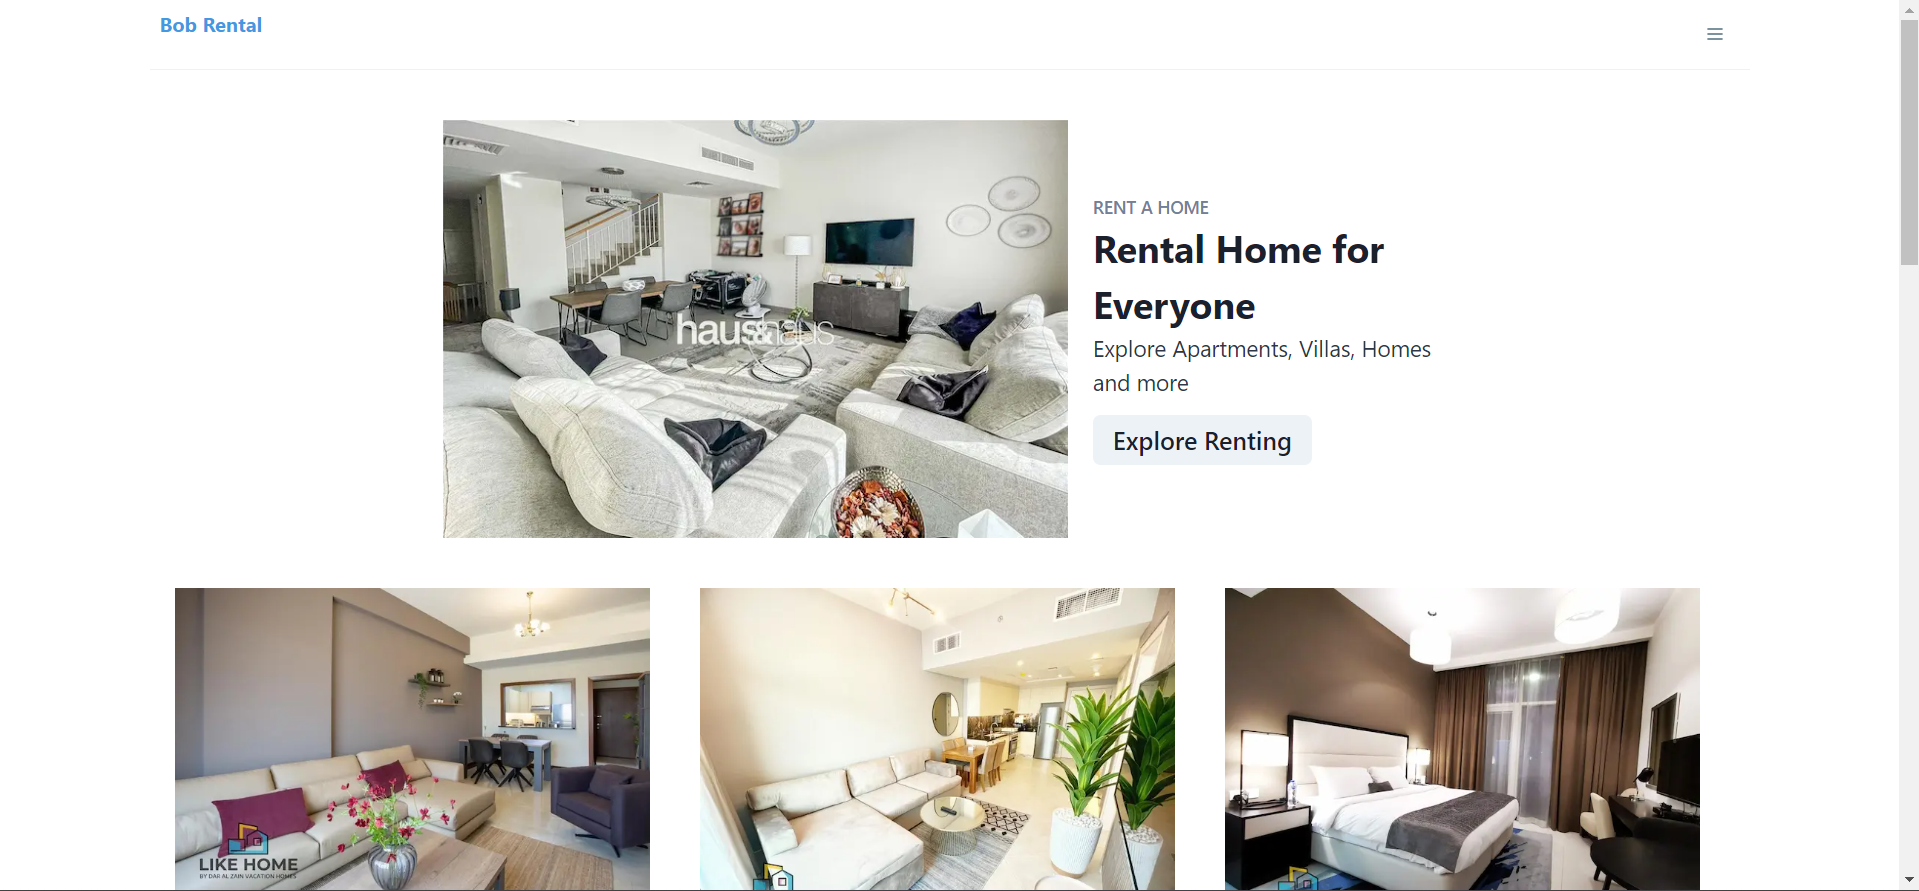 Bob Rental
haus&haus
RENT A HOME
Rental Home for
Everyone
Explore Apartments, Villas, Homes
and more
Explore Renting
LIKE HOME
BY DAR AL ZAIN VACATION HOMES